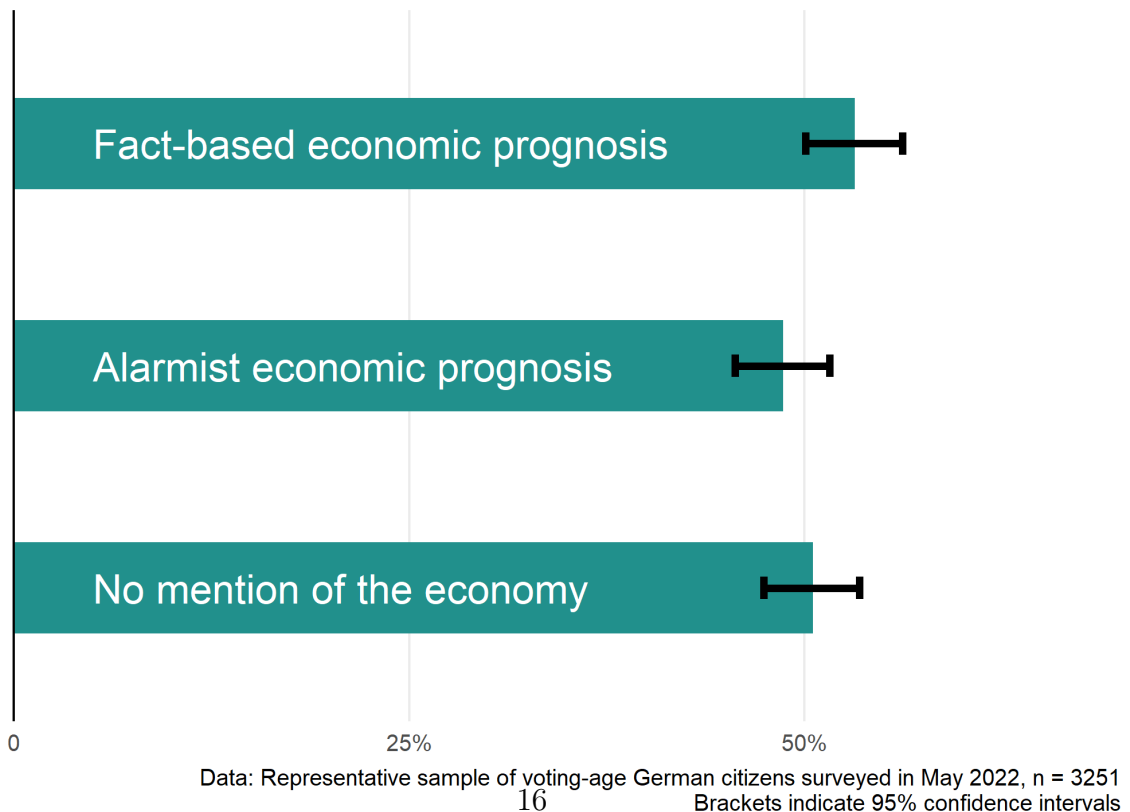 Fact-based economic prognosis
Alarmist economic prognosis
No mention of the economy
0 25% 50%
Data: Representative sample of voting-age German citizens surveyed in May 2022, n = 3251
Brackets indicate 95% confidence intervals
16